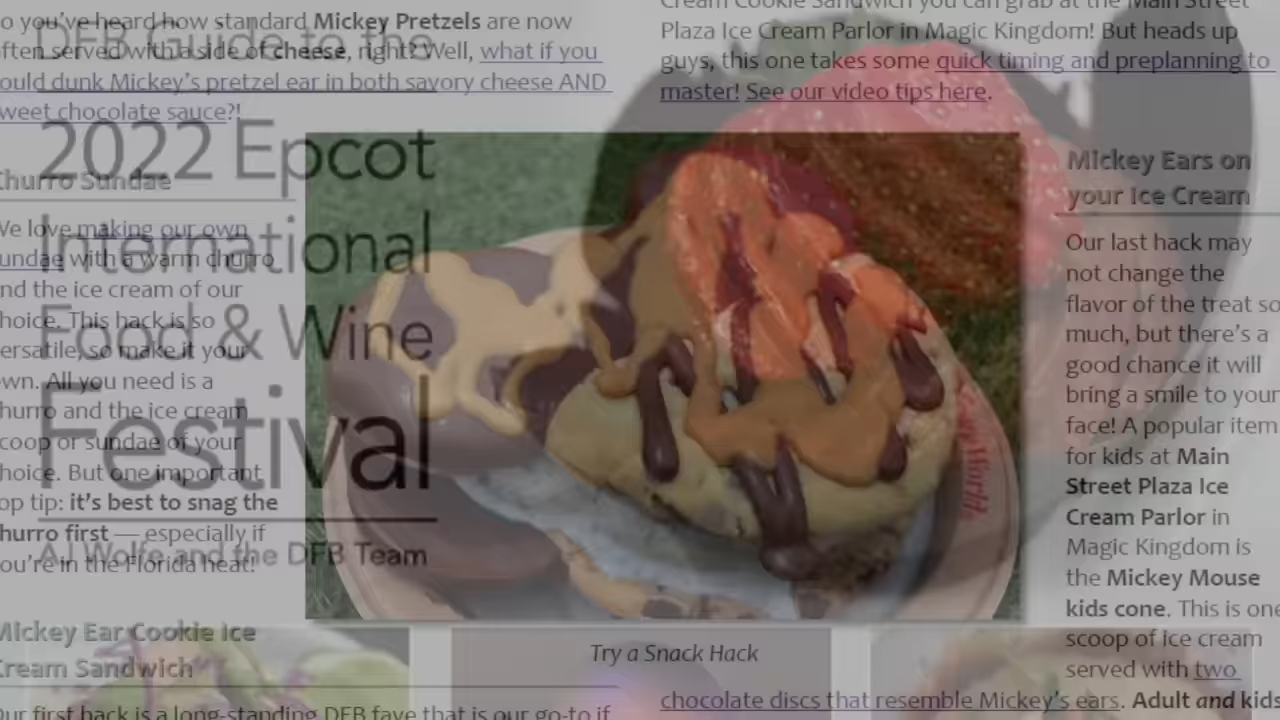 o you've heard how standard Mickey Pretzels are now
ften served with a side of cheese, right? Well, what if you
ould dunk Mickey's pretzel ear in both savory cheese AND
weet chocolate sauce?!
Churro Sundae
We love making our own
undae with a warm churro
nd the ice cream of our
hoice. This hack is so
ersatile, so make it your
wn. All you need is a
hurro and the ice cream
coop or sundae of your
hoice. But one important
op tip: it's best to snag the
hurro first — especially if
ou're in the Florida heat!
Mickey Ear Cookie Ice
Cream Sandwich
Our first hack is a long-standing DFB fave that is our go-to if
DFB Guide to the
2022 Epcot
International
Food & Wine
Festival
AJ Wolfe and the DFB Team
Cream Cookie Sandwich you can grab at the Main Street
Plaza Ice Cream Parlor in Magic Kingdom! But heads up
guys, this one takes some quick timing and preplanning to
master! See our video tips here.
Try a Snack Hack
Mickey Ears on
your Ice Cream
Our last hack may
not change the
flavor of the treat so
much, but there's a
good chance it will
bring a smile to your
face! A popular item
for kids at Main
Street Plaza Ice
Cream Parlor in
Magic Kingdom is
the Mickey Mouse
kids cone. This is one
scoop of ice cream
served with two
chocolate discs that resemble Mickey's ears. Adult and kids